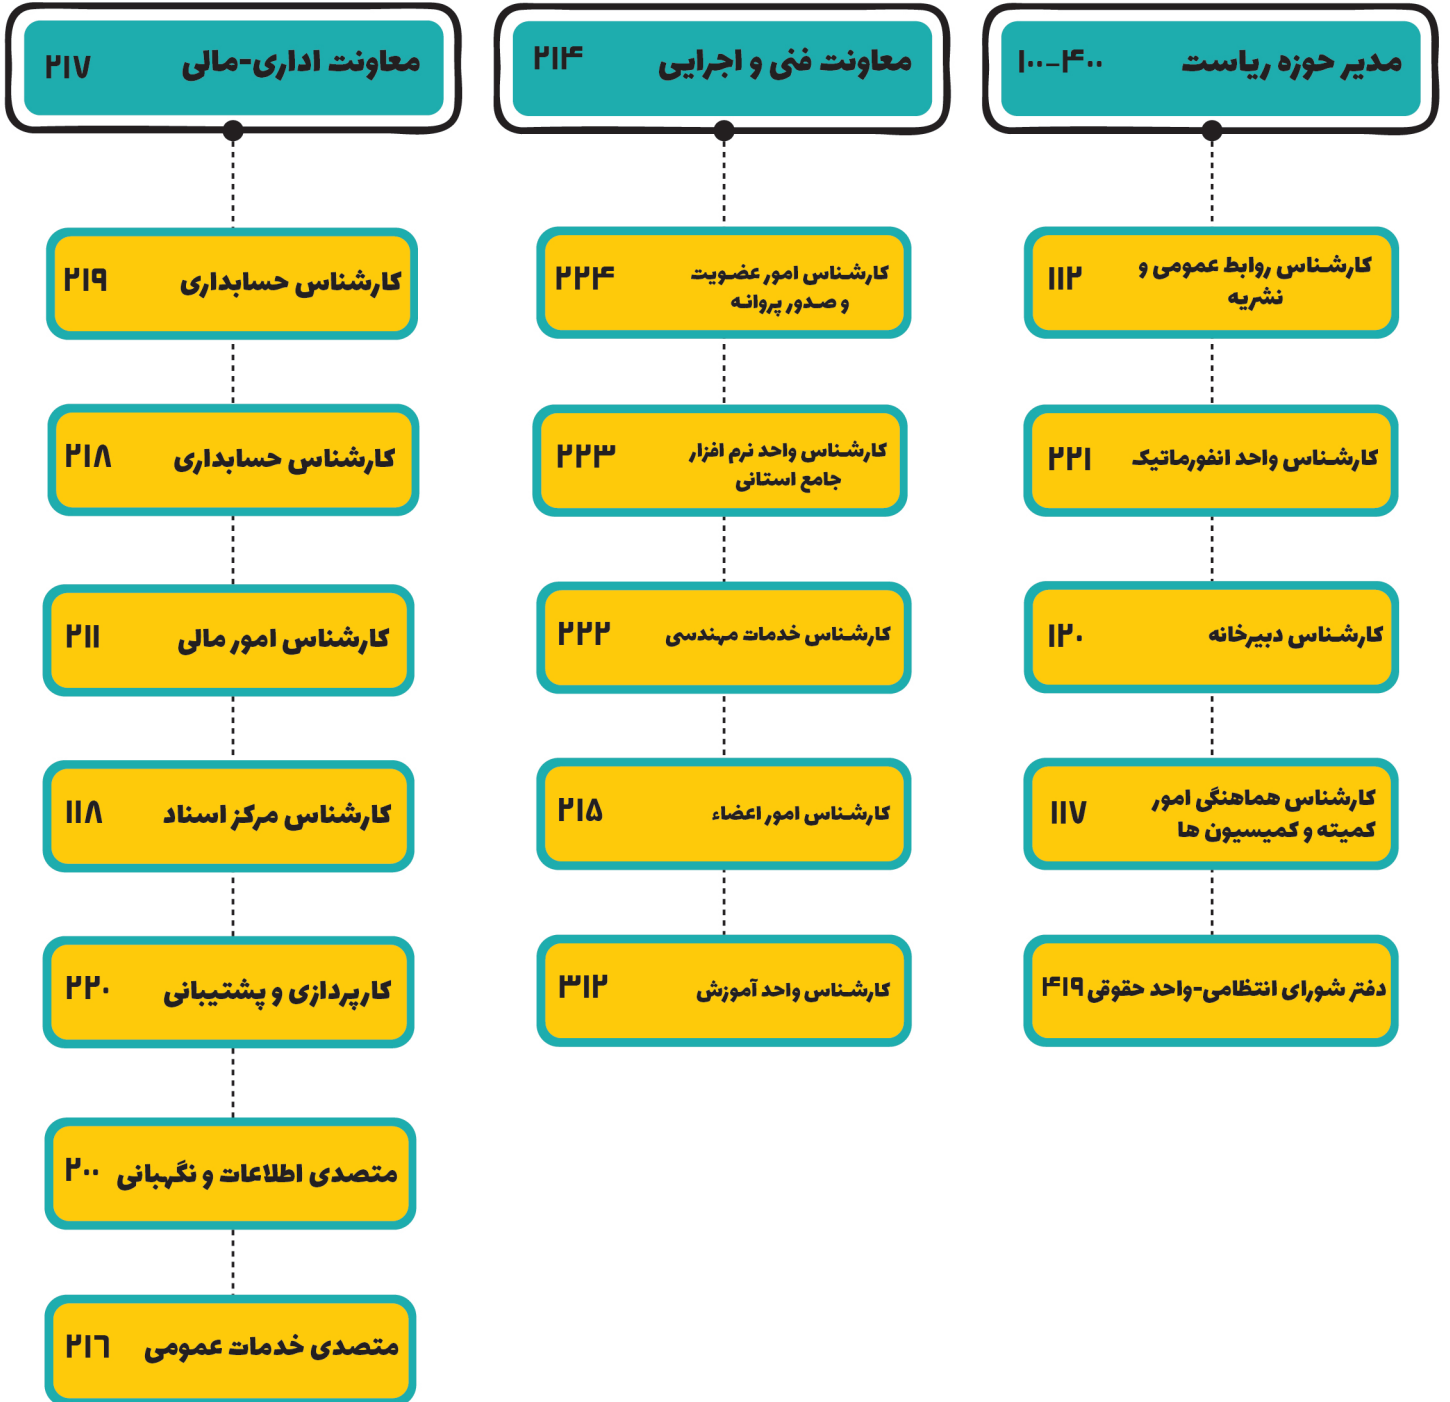 مدیر حوزه ریاست ۱۰۰-۴۰۰
کارشناس روابط عمومی و
نشریه
۱۱۲
کارشناس واحد انفورماتیک ۲۲۱
کارشناس دبیرخانه ۱۲۰
کارشناس هماهنگی امور
کمیته و کمیسیون ها
۱۱۷
دفتر شورای انتظامی-واحد حقوقی ۴۱۹
معاونت فنی و اجرایی ۲۱۴
کارشناس امور عضویت
و صدور پروانه
۲۲۴
کارشناس واحد نرم افزار
جامع استانی
۲۲۳
کارشناس خدمات مهندسی ۲۲۲
کارشناس امور اعضاء ۲۱۵
کارشناس واحد آموزش ۳۱۲
معاونت اداری-مالی ۲۱۷
کارشناس حسابداری ۲۱۹
کارشناس حسابداری ۲۱۸
کارشناس امور مالی ۲۱۱
کارشناس مرکز اسناد ۱۱۸
کارپردازی و پشتیبانی ۲۲۰
متصدی اطلاعات و نگهبانی ۲۰۰
متصدی خدمات عمومی ۲۱۶